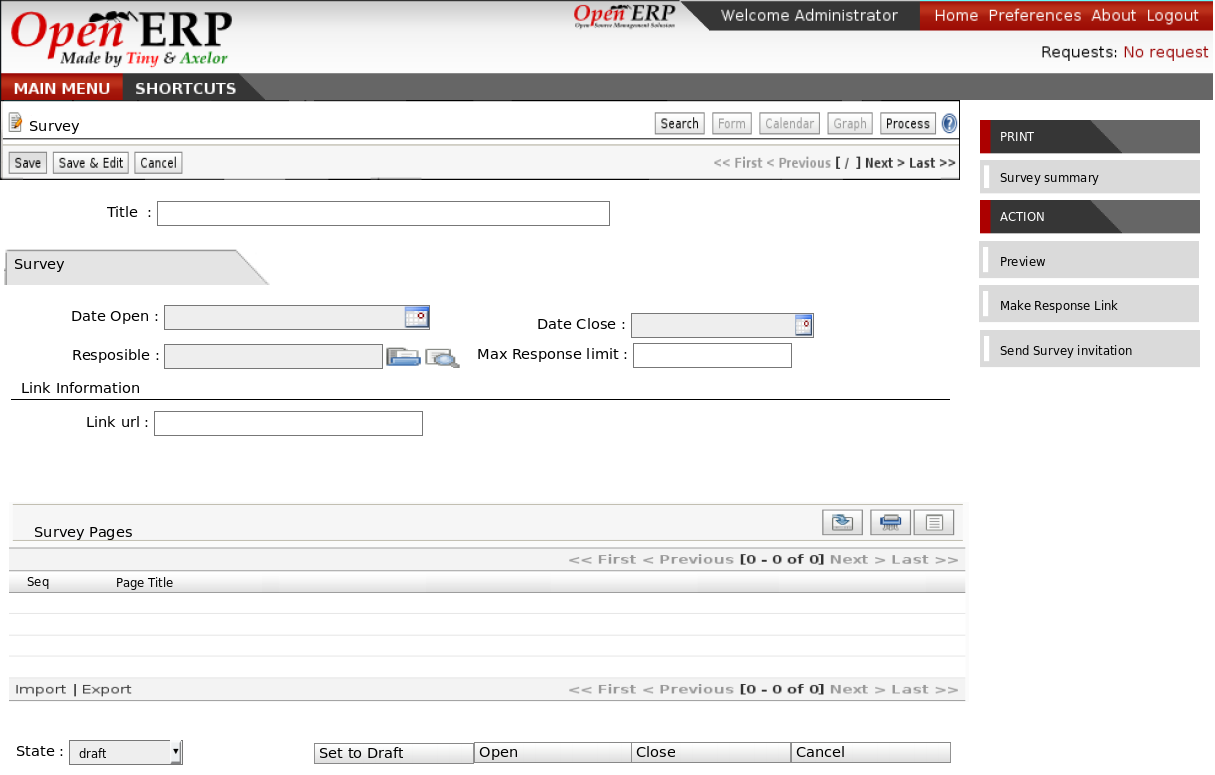 Open ERP
Made by Tiny & Axelor
Open ERP
Open Source Management Solution
Welcome Administrator
Home Preferences About Logout
Requests: No request
MAIN MENU SHORTCUTS
Survey
Search Form Calendar Graph Process ?
Save Save & Edit Cancel
<< First < Previous [ / ] Next > Last >>
Title :
Survey
Date Open :
Date Close :
Resposible :
Max Response limit :
Link Information
Link url :
Survey Pages
<< First < Previous [0 - 0 of 0] Next > Last >>
Seq Page Title
Import | Export
<< First < Previous [0 - 0 of 0] Next > Last >>
State : draft
Set to Draft Open Close Cancel
PRINT
Survey summary
ACTION
Preview
Make Response Link
Send Survey invitation